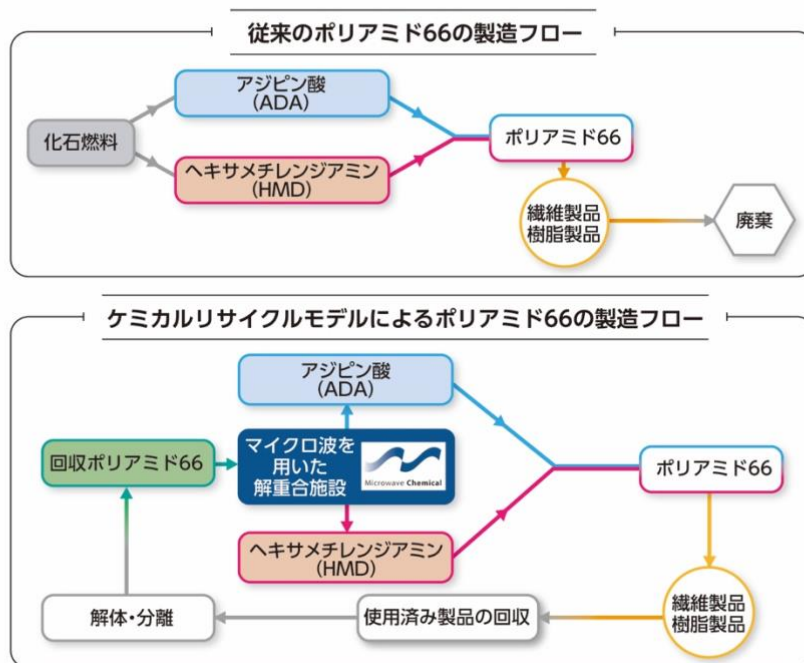 従来のポリアミド66の製造フロー
アジピン酸
(ADA)
化石燃料
ポリアミド66
ヘキサメチレンジアミン
(HMD)
繊維製品
樹脂製品
廃棄
ケミカルリサイクルモデルによるポリアミド66の製造フロー
アジピン酸
(ADA)
回収ポリアミド66
マイクロ波を
用いた
解重合施設
Microwave Chemical
ポリアミド66
ヘキサメチレンジアミン
(HMD)
解体・分離
使用済み製品の回収
繊維製品
樹脂製品